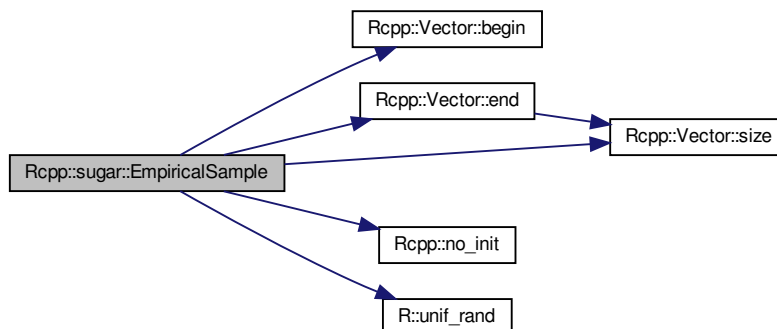 Rcpp::Vector::begin
Rcpp::Vector::end
Rcpp::Vector::size
Rcpp::sugar::EmpiricalSample
Rcpp::no_init
R::unif_rand